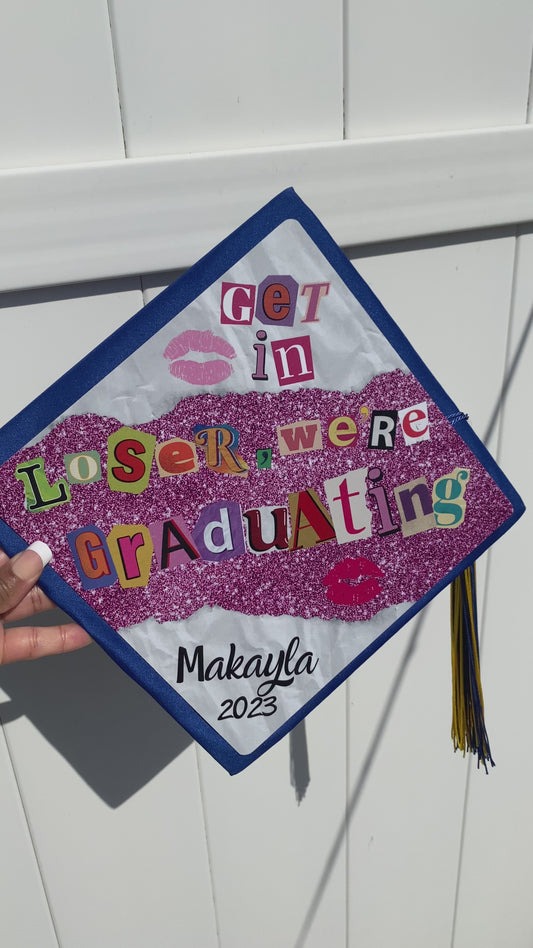 GeT
in
LoSeR, we're
GraduAting
Makayla
2023